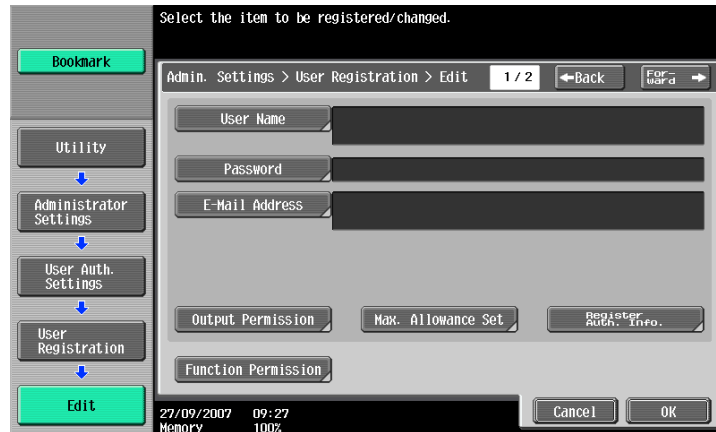 Select the item to be registered/changed.
Bookmark
Admin. Settings > User Registration > Edit 1/2 ←Back For-
ward →
User Name
Utility
Password
Administrator
Settings
E-Mail Address
User Auth.
Settings
Output Permission Max. Allowance Set Register
Auth. Info.
User
Registration
Function Permission
Edit
Cancel OK
27/09/2007 09:27
Memory 100%